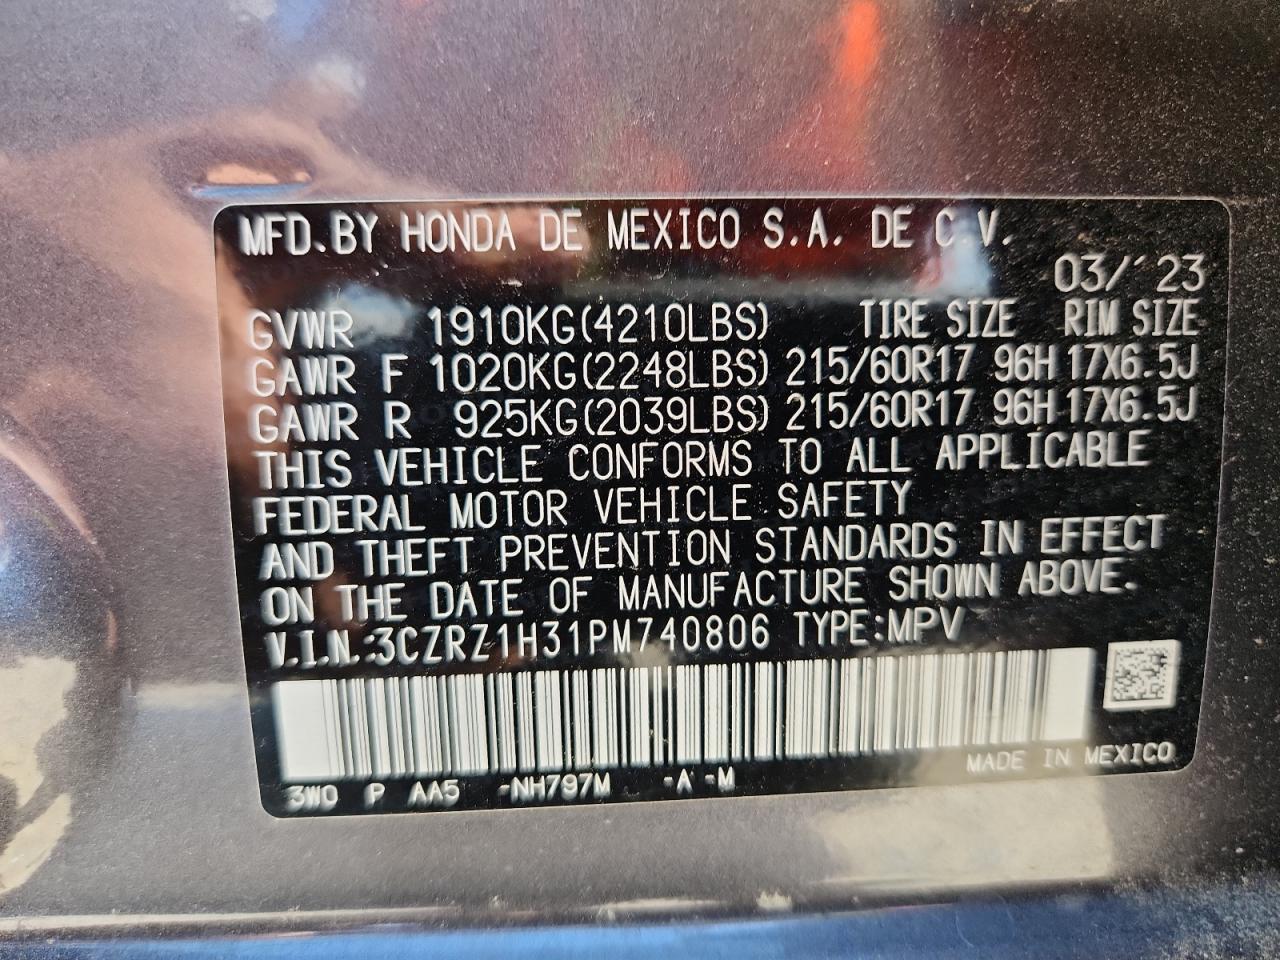 MFD. BY HONDA DE MEXICO S.A. DE C.V.
03/'23
GVWR 1910KG(4210LBS) TIRE SIZE RIM SIZE
GAWR F 1020KG(2248LBS) 215/60R17 96H 17X6.5J
GAWR R 925KG(2039LBS) 215/60R17 96H 17X6.5J
THIS VEHICLE CONFORMS TO ALL APPLICABLE
FEDERAL MOTOR VEHICLE SAFETY
AND THEFT PREVENTION STANDARDS IN EFFECT
ON THE DATE OF MANUFACTURE SHOWN ABOVE.
V.I.N.:3CZRZ1H31PM740806 TYPE:MPV
MADE IN MEXICO
3W0 P AA5 -NH797M -A -M